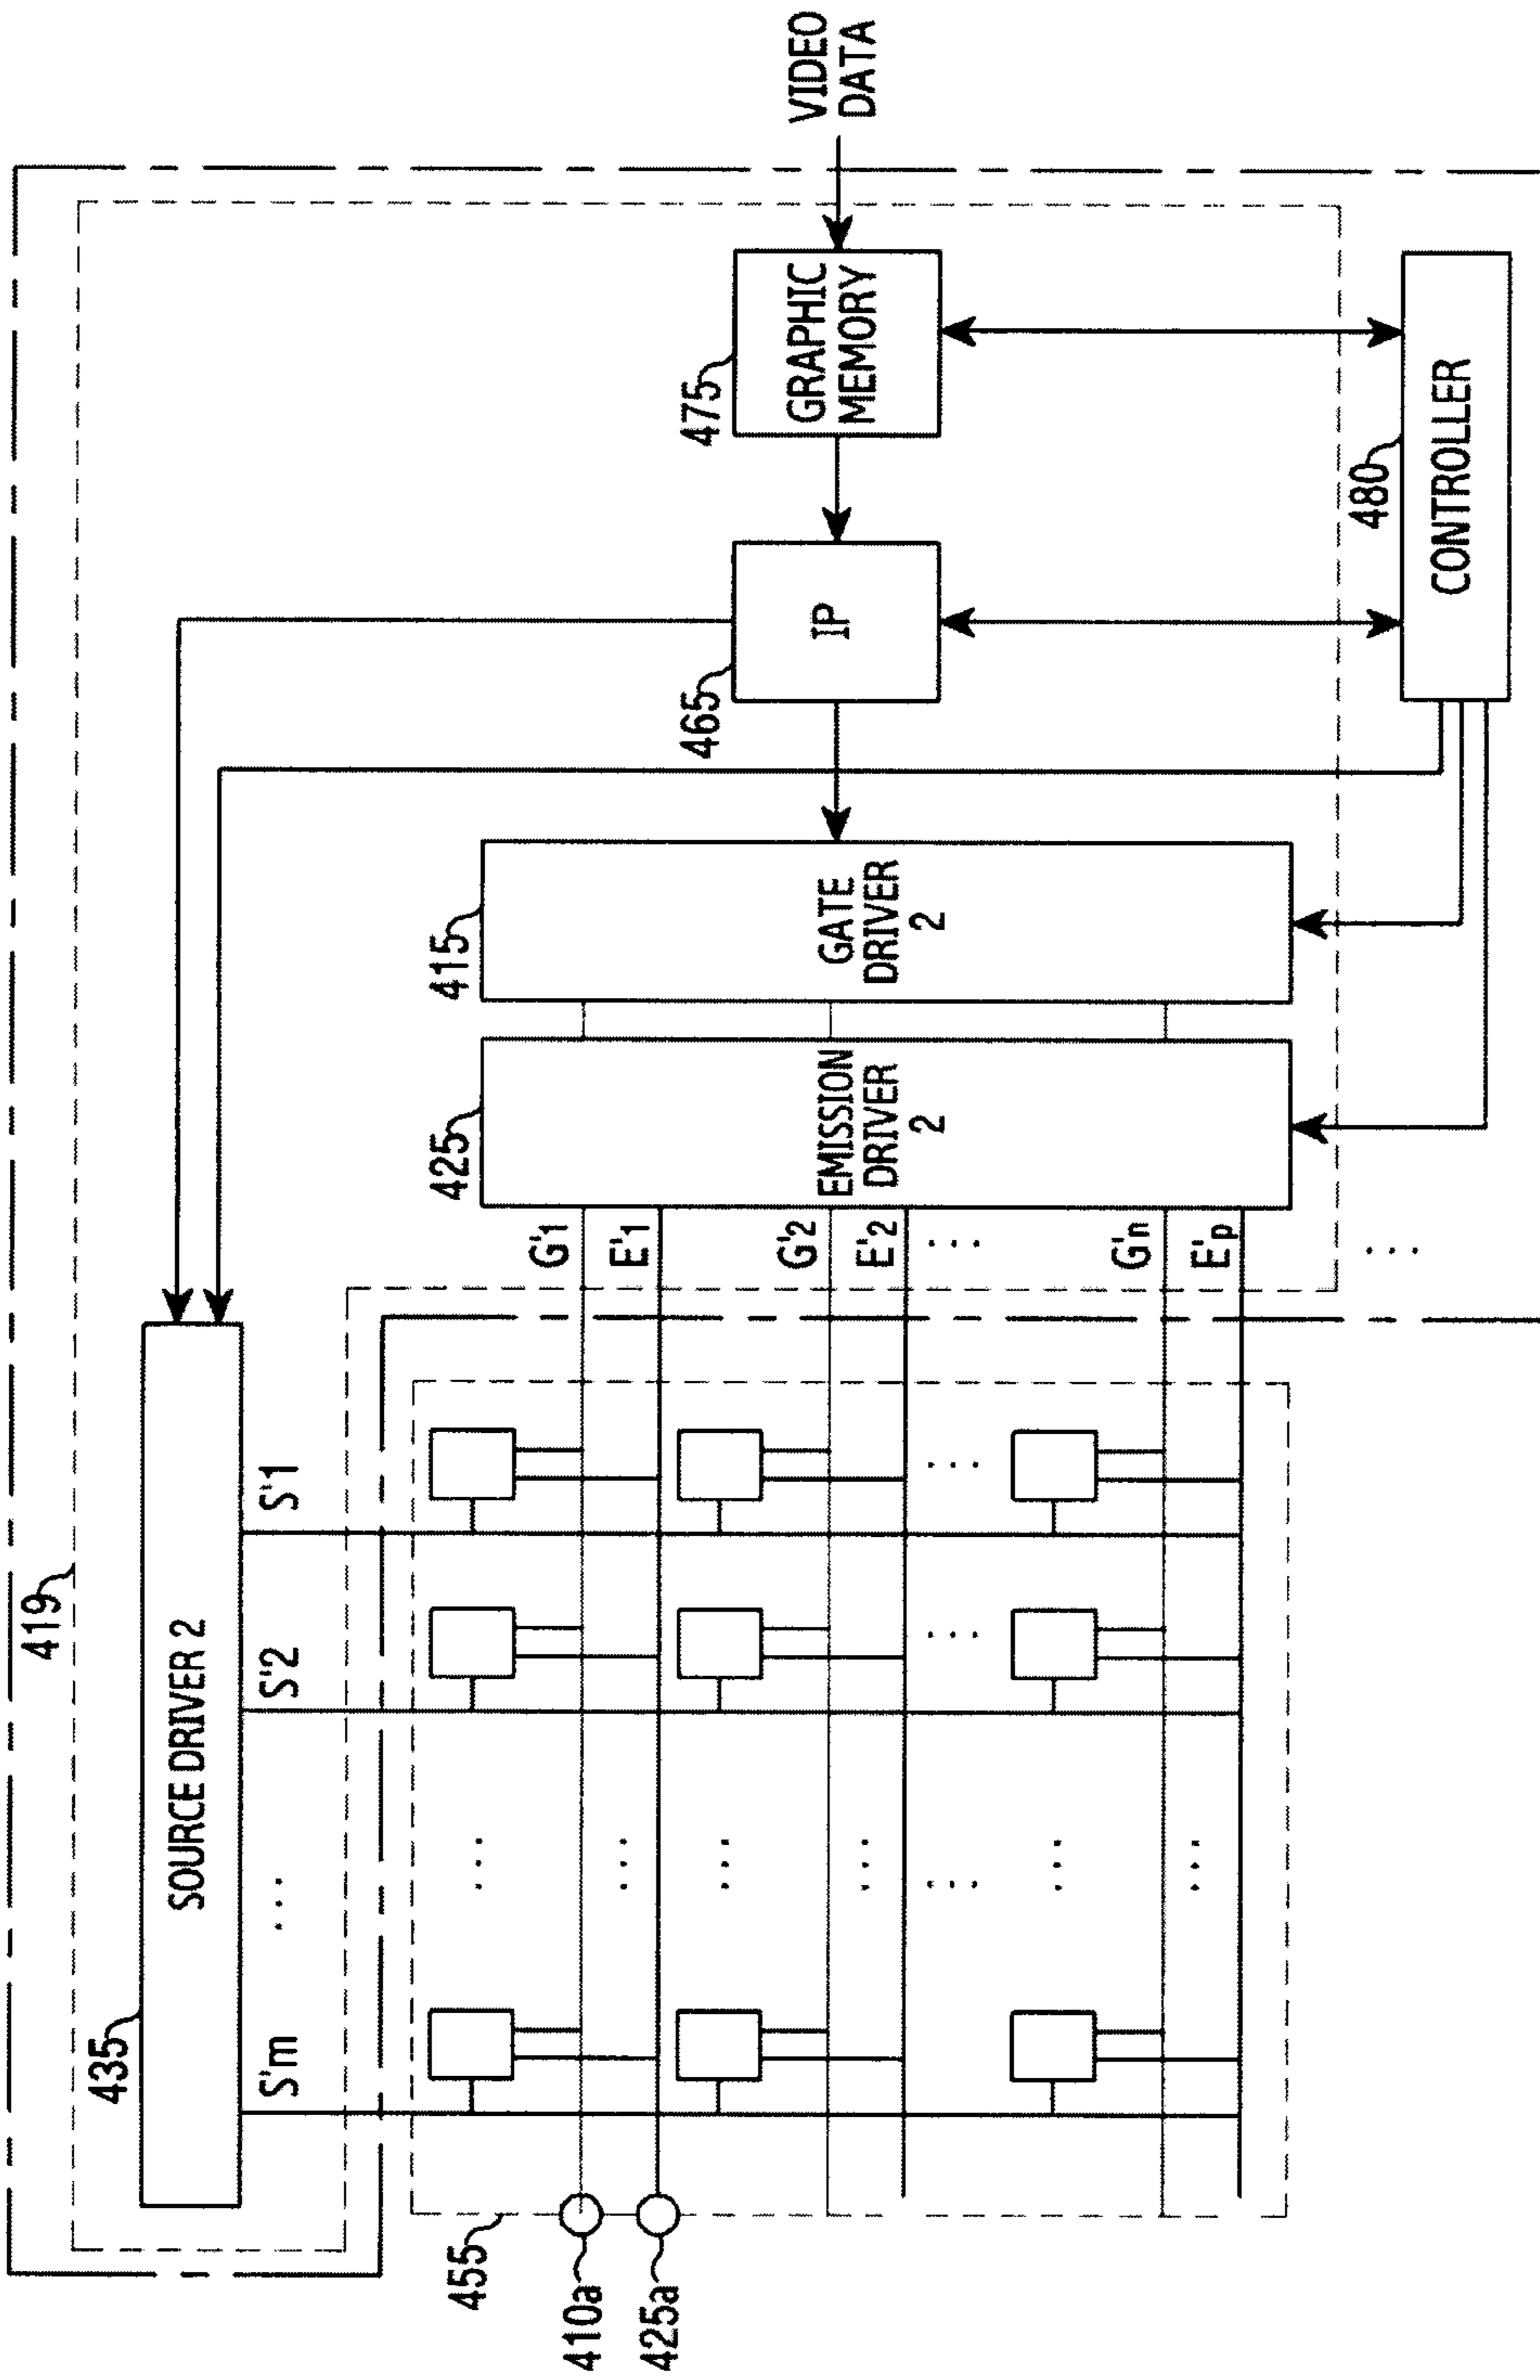 419
435
SOURCE DRIVER 2
S'm
...
S'2
S'1
455
410a
425a
G'1
E'1
G'2
E'2
...
G'n
E'p
...
425
EMISSION
DRIVER
2
415
GATE
DRIVER
2
465
IP
475
GRAPHIC
MEMORY
VIDEO
DATA
480
CONTROLLER